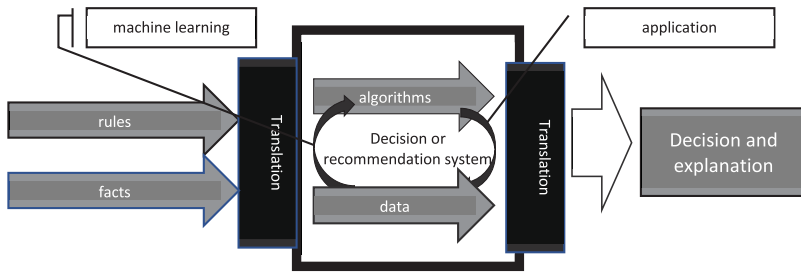 machine learning
application
rules
facts
Translation
algorithms
Decision or
recommendation system
data
Translation
Decision and
explanation